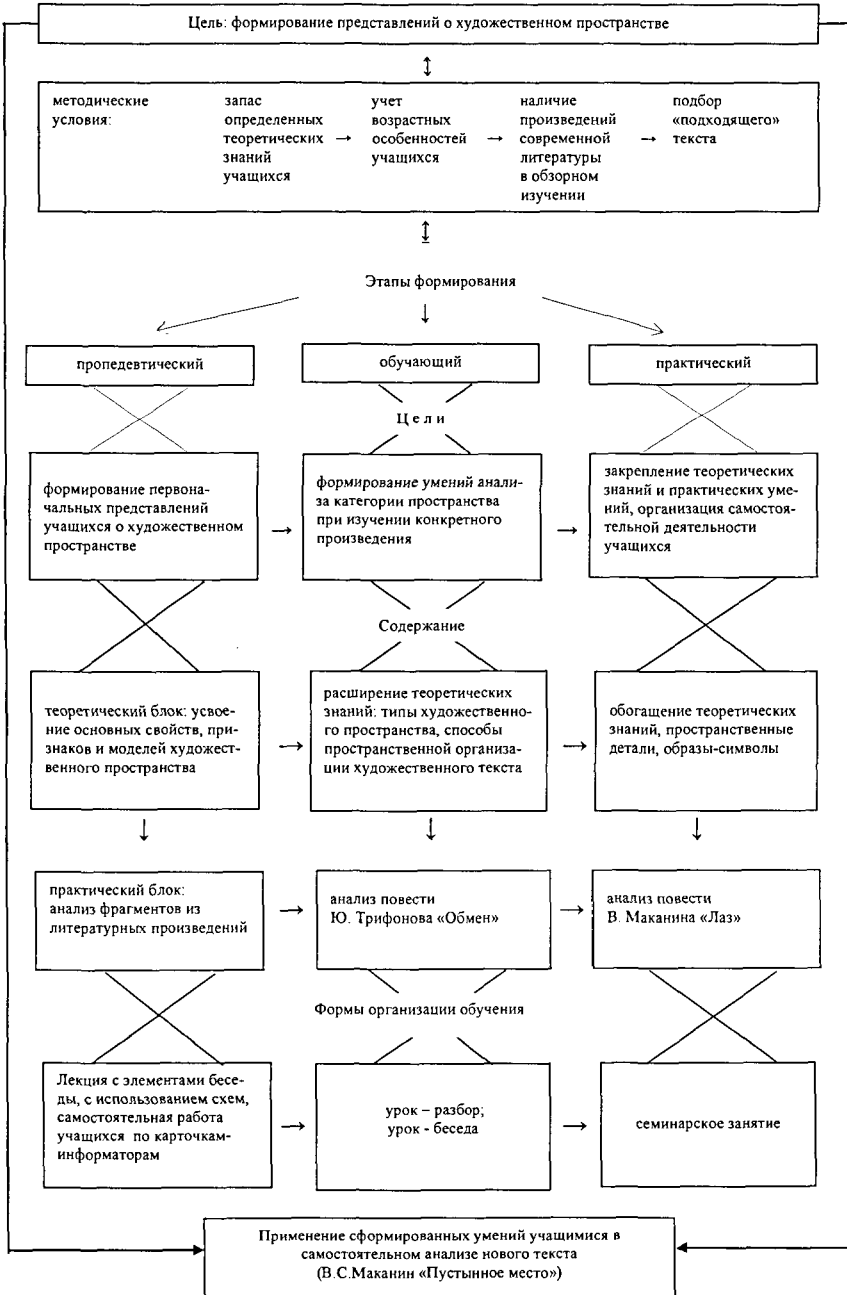 Цель: формирование представлений о художественном пространстве
↕
методические
условия:
запас
определенных
теоретических →
знаний
учащихся
учет
возрастных
особенностей →
учащихся
наличие
произведений
современной →
литературы
в обзорном
изучении
подбор
«подходящего»
текста
↕
Этапы формирования
↓
пропедевтический
обучающий
практический
Ц е л и
формирование первона-
чальных представлений
учащихся о художественном
пространстве
→
формирование умений анали-
за категории пространства
при изучении конкретного
произведения
→
закрепление теоретических
знаний и практических уме-
ний, организация самостоя-
тельной деятельности
учащихся
Содержание
теоретический блок: усвое-
ние основных свойств, при-
знаков и моделей художест-
венного пространства
→
расширение теоретических
знаний: типы художественно-
го пространства, способы
пространственной организа-
ции художественного текста
→
обогащение теоретических
знаний, пространственные
детали, образы-символы
↓ ↓ ↓
практический блок:
анализ фрагментов из
литературных произведений
→
анализ повести
Ю. Трифонова «Обмен»
→
анализ повести
В. Маканина «Лаз»
Формы организации обучения
Лекция с элементами бесе-
ды, с использованием схем,
самостоятельная работа
учащихся по карточкам-
информаторам
→
урок – разбор;
урок - беседа
→
семинарское занятие
Применение сформированных умений учащимися в
самостоятельном анализе нового текста
(В.С.Маканин «Пустынное место»)